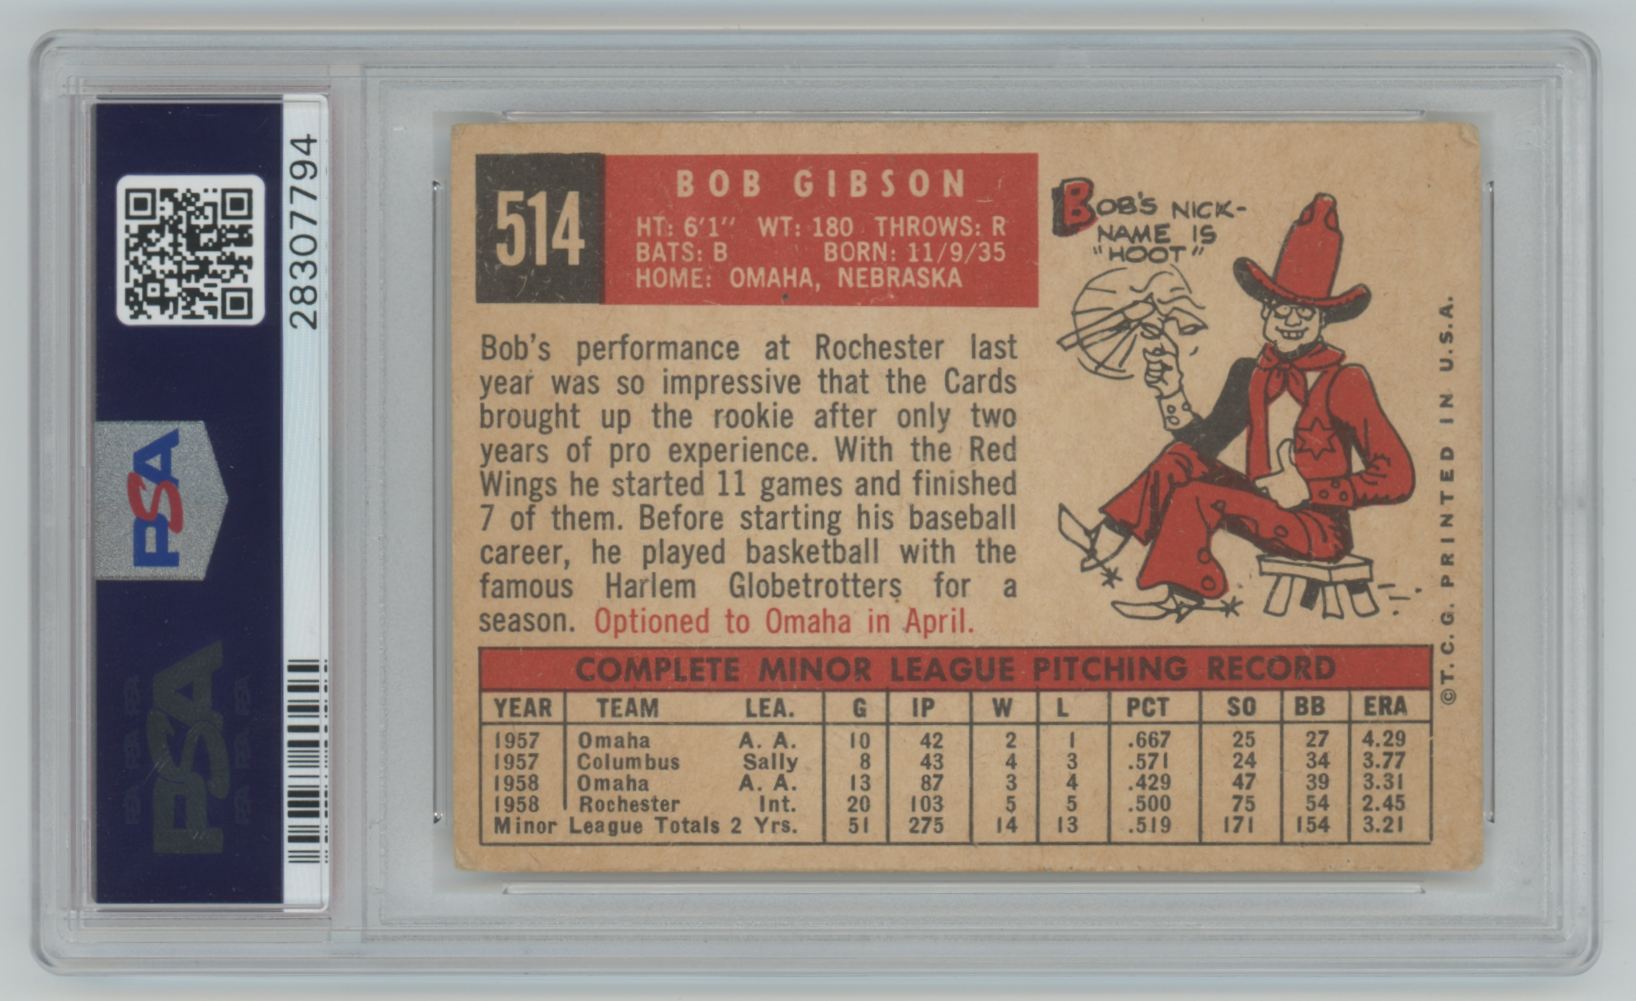 28307794
PSA
PSA
514
BOB GIBSON
HT: 6'1" WT: 180 THROWS: R
BATS: B BORN: 11/9/35
HOME: OMAHA, NEBRASKA
BOB'S NICK-
NAME IS
"HOOT"
Bob's performance at Rochester last
year was so impressive that the Cards
brought up the rookie after only two
years of pro experience. With the Red
Wings he started 11 games and finished
7 of them. Before starting his baseball
career, he played basketball with the
famous Harlem Globetrotters for a
season. Optioned to Omaha in April.
COMPLETE MINOR LEAGUE PITCHING RECORD
YEAR TEAM LEA. G IP W L PCT SO BB ERA
1957 Omaha A. A. 10 42 2 1 .667 25 27 4.29
1957 Columbus Sally 8 43 4 3 .571 24 34 3.77
1958 Omaha A. A. 13 87 3 4 .429 47 39 3.31
1958 Rochester Int. 20 103 5 5 .500 75 54 2.45
Minor League Totals 2 Yrs. 51 275 14 13 .519 171 154 3.21
©T. C. G. PRINTED IN U.S.A.